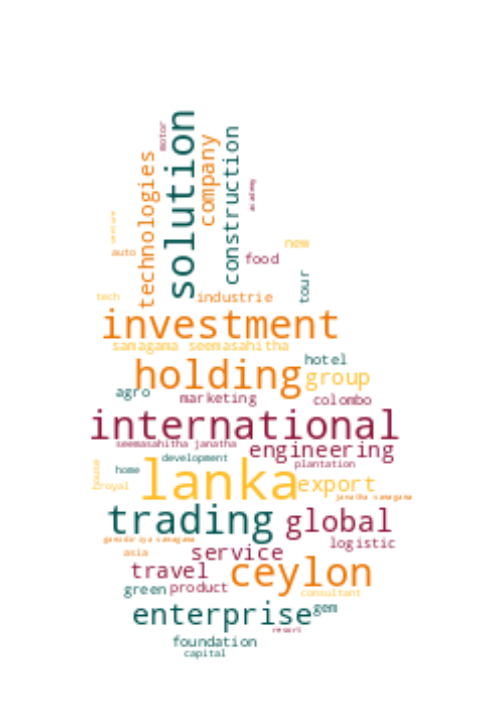 motor
solution
company
construction
technologies
academy
venture
auto
new
food
tour
tech
industrie
investment
samagama seemasahitha
hotel
holding
group
agro
marketing
colombo
international
seemasahitha janatha
engineering
development
plantation
house
home
lanka
royal
export
janatha samagama
trading
global
gamidiriya samagama
logistic
asia
service
travel
ceylon
green
product
consultant
enterprise
gem
resort
foundation
capital